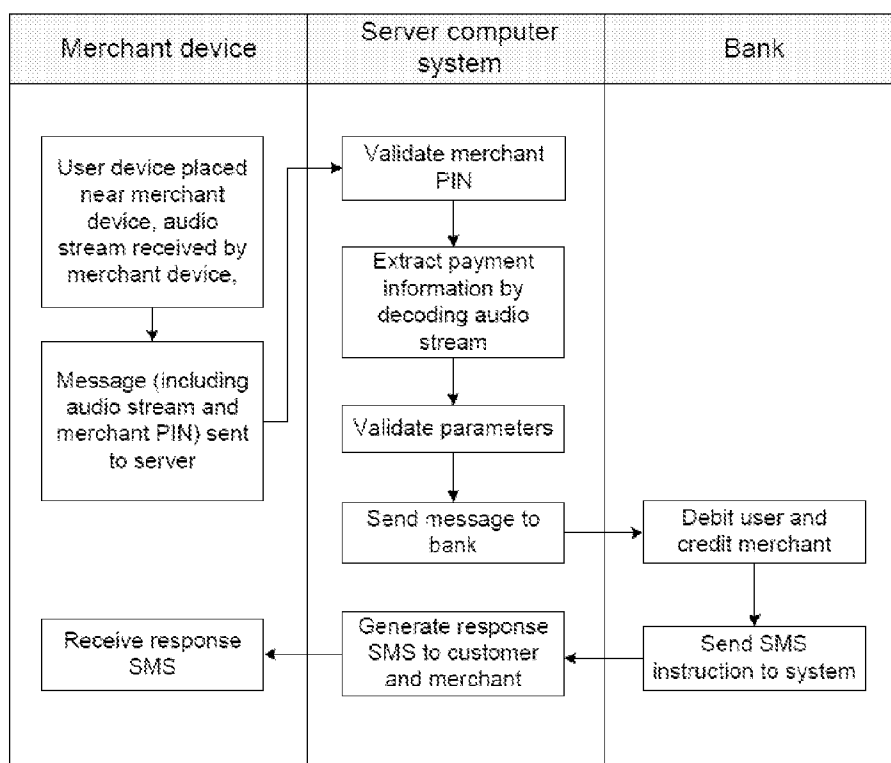 Merchant device
Server computer
system
Bank
User device placed
near merchant
device, audio
stream received by
merchant device,
Message (including
audio stream and
merchant PIN) sent
to server
Validate merchant
PIN
Extract payment
information by
decoding audio
stream
Validate parameters
Send message to
bank
Debit user and
credit merchant
Send SMS
instruction to system
Generate response
SMS to customer
and merchant
Receive response
SMS